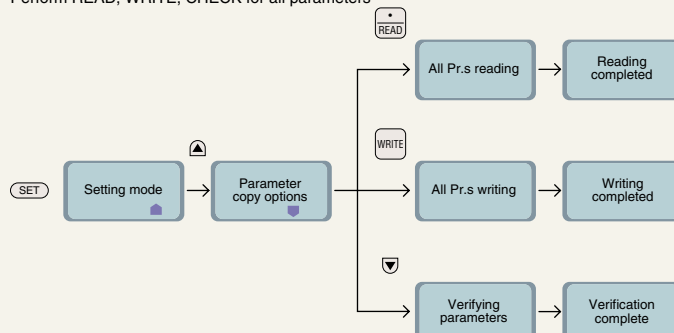 Perform READ, WRITE, CHECK for all parameters
•
READ
All Pr.s reading
Reading
completed
WRITE
SET
Setting mode
Parameter
copy options
All Pr.s writing
Writing
completed
Verifying
parameters
Verification
complete